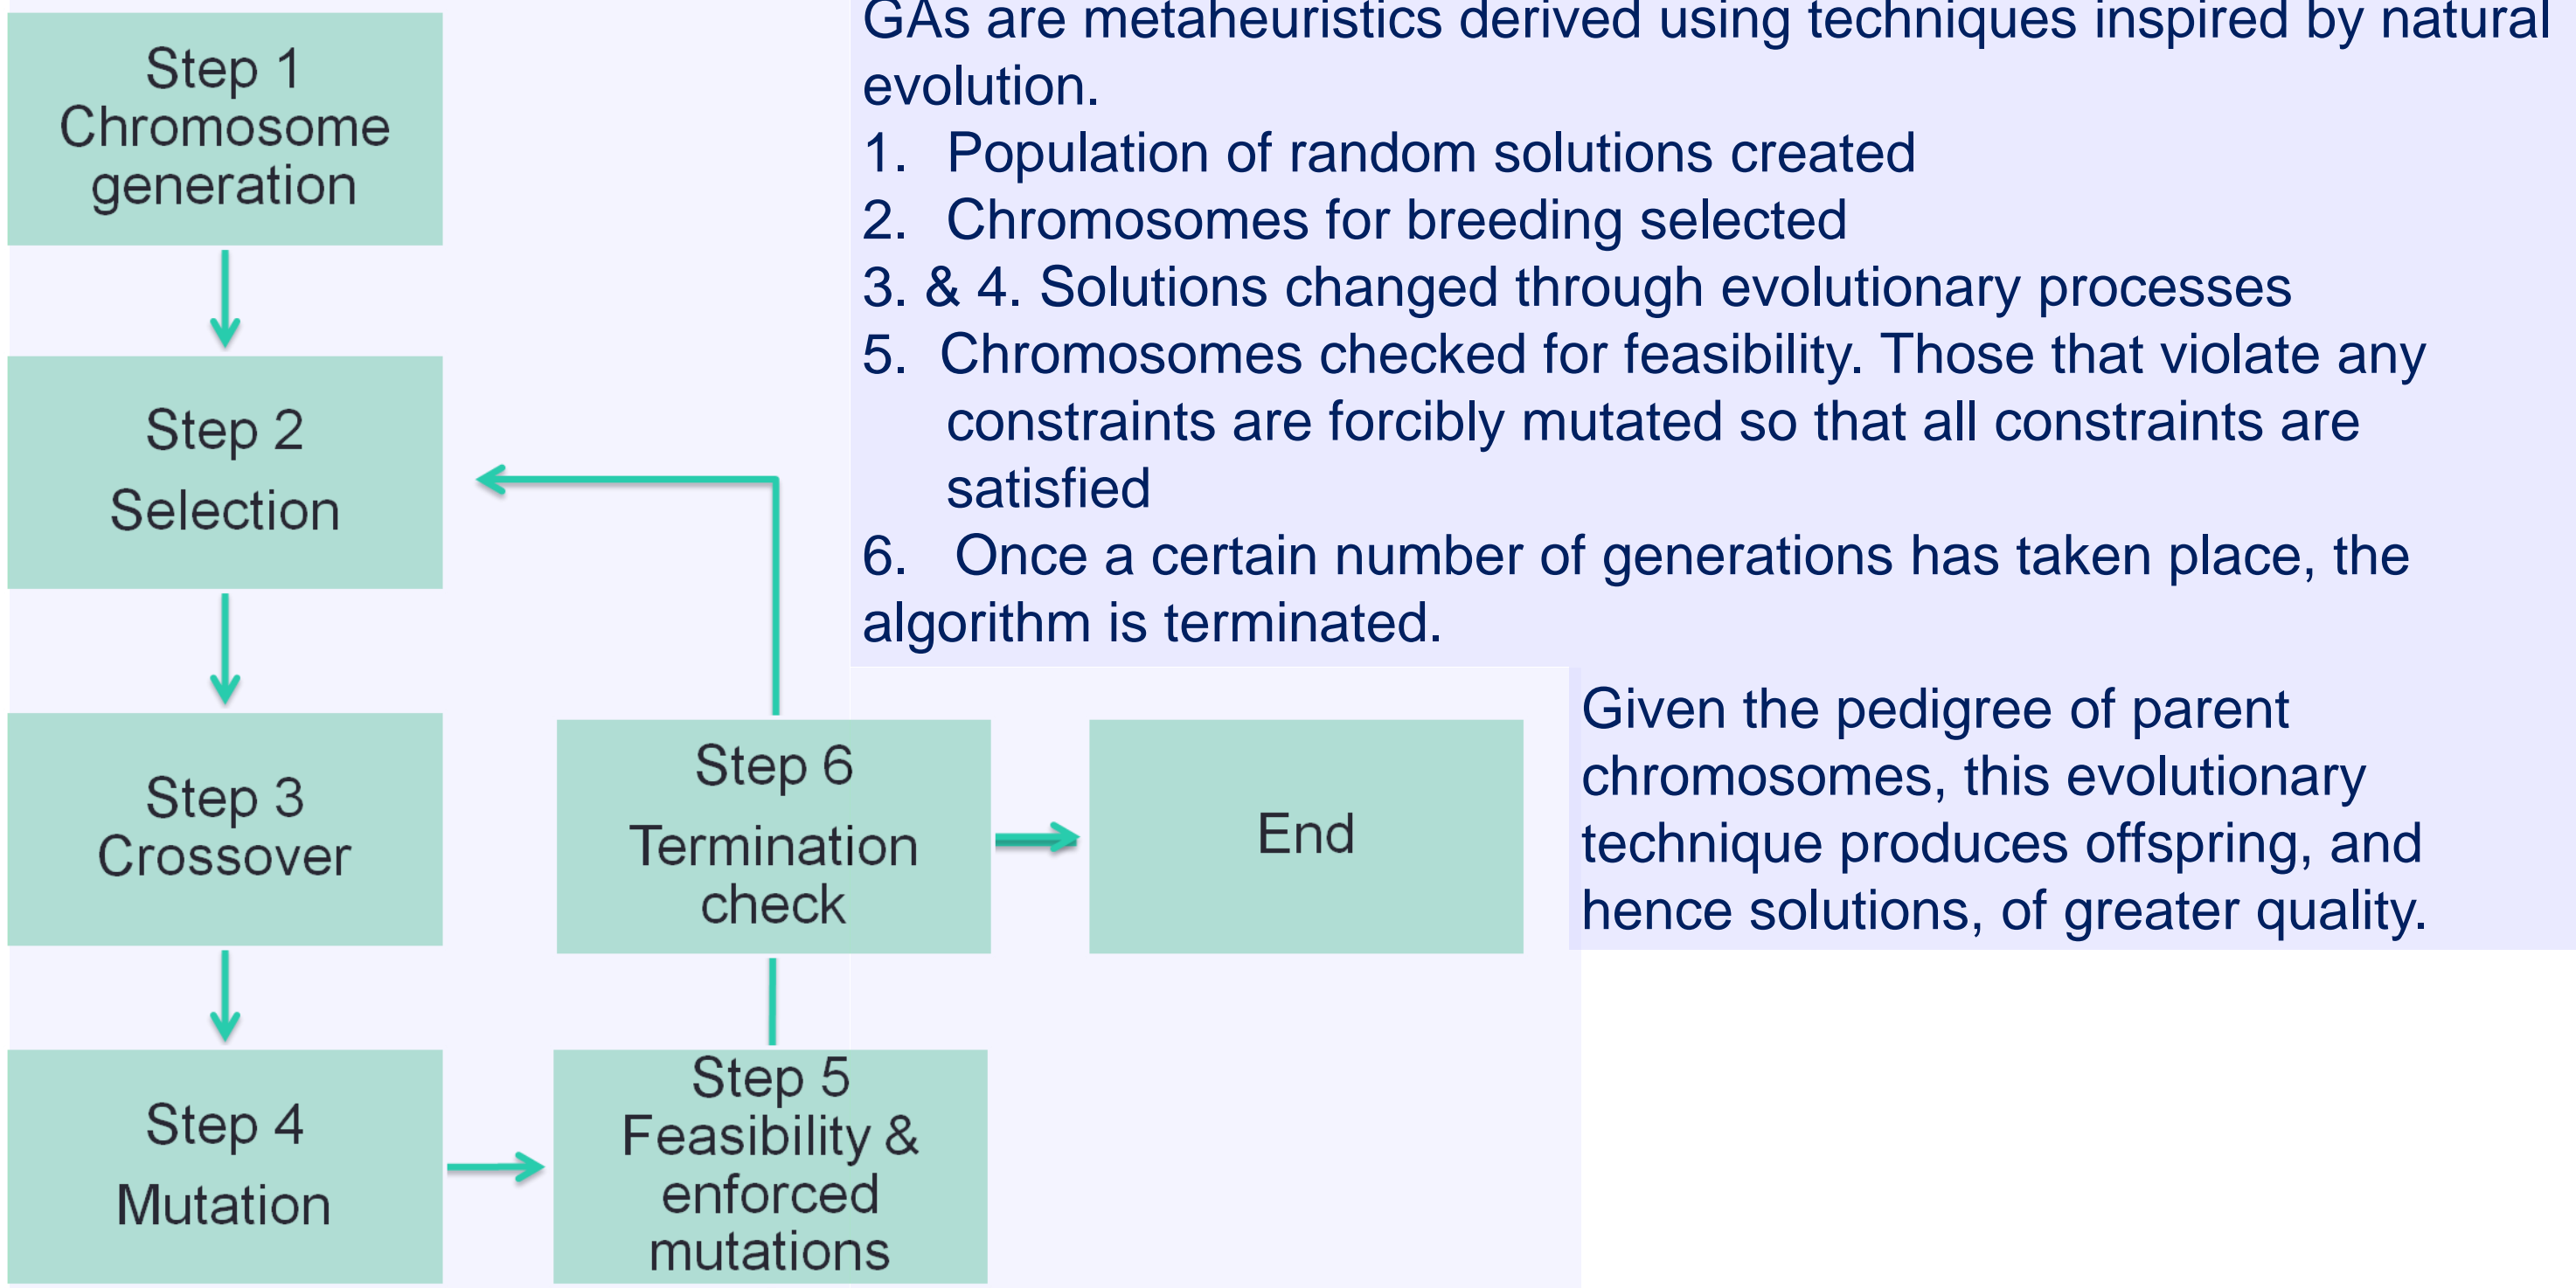 Step 1
Chromosome
generation
Step 2
Selection
Step 3
Crossover
Step 4
Mutation
Step 5
Feasibility &
enforced
mutations
Step 6
Termination
check
End
GAs are metaheuristics derived using techniques inspired by natural
evolution.
1. Population of random solutions created
2. Chromosomes for breeding selected
3. & 4. Solutions changed through evolutionary processes
5. Chromosomes checked for feasibility. Those that violate any
constraints are forcibly mutated so that all constraints are
satisfied
6. Once a certain number of generations has taken place, the
algorithm is terminated.
Given the pedigree of parent
chromosomes, this evolutionary
technique produces offspring, and
hence solutions, of greater quality.